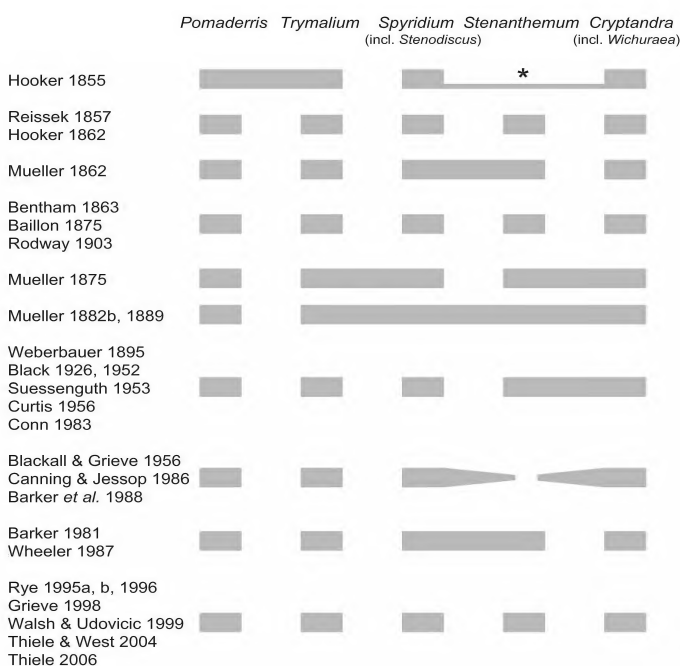 Pomaderris Trymalium Spyridium Stenanthemum Cryptandra
(incl. Stenodiscus) (incl. Wichuraea)
Hooker 1855 *
Reissek 1857
Hooker 1862
Mueller 1862
Bentham 1863
Baillon 1875
Rodway 1903
Mueller 1875
Mueller 1882b, 1889
Weberbauer 1895
Black 1926, 1952
Suessenguth 1953
Curtis 1956
Conn 1983
Blackall & Grieve 1956
Canning & Jessop 1986
Barker et al. 1988
Barker 1981
Wheeler 1987
Rye 1995a, b, 1996
Grieve 1998
Walsh & Udovicic 1999
Thiele & West 2004
Thiele 2006